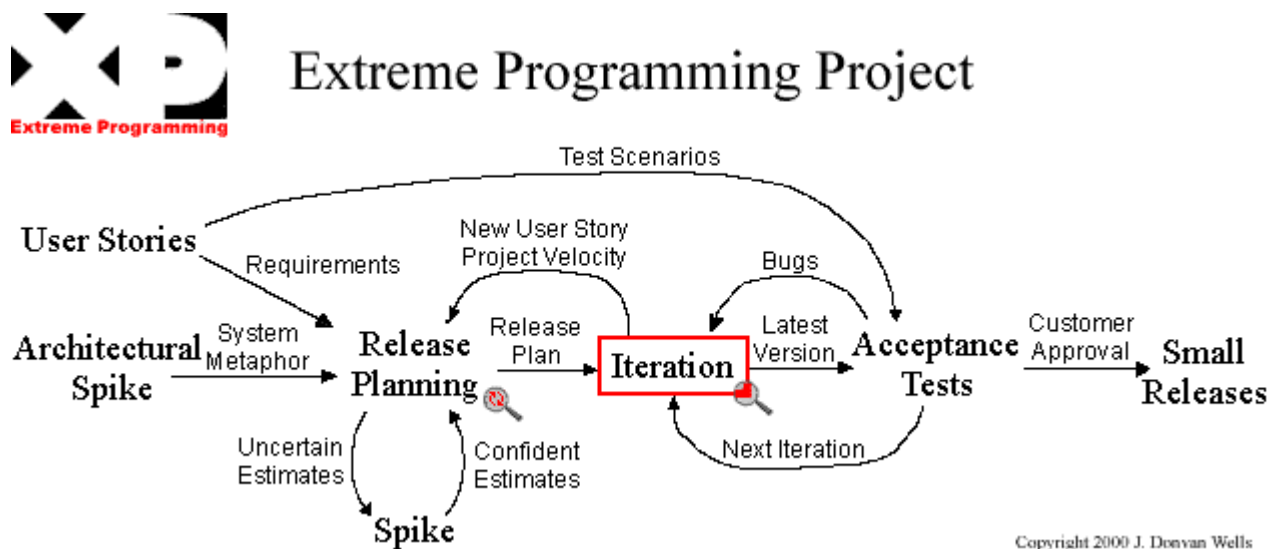 XP
Extreme Programming
Extreme Programming Project
Test Scenarios
User Stories
Requirements
New User Story
Project Velocity
Bugs
Architectural
Spike
System
Metaphor
Release
Planning
Release
Plan
Iteration
Latest
Version
Acceptance
Tests
Customer
Approval
Small
Releases
Uncertain
Estimates
Confident
Estimates
Next Iteration
Spike
Copyright 2000 J. Donvan Wells